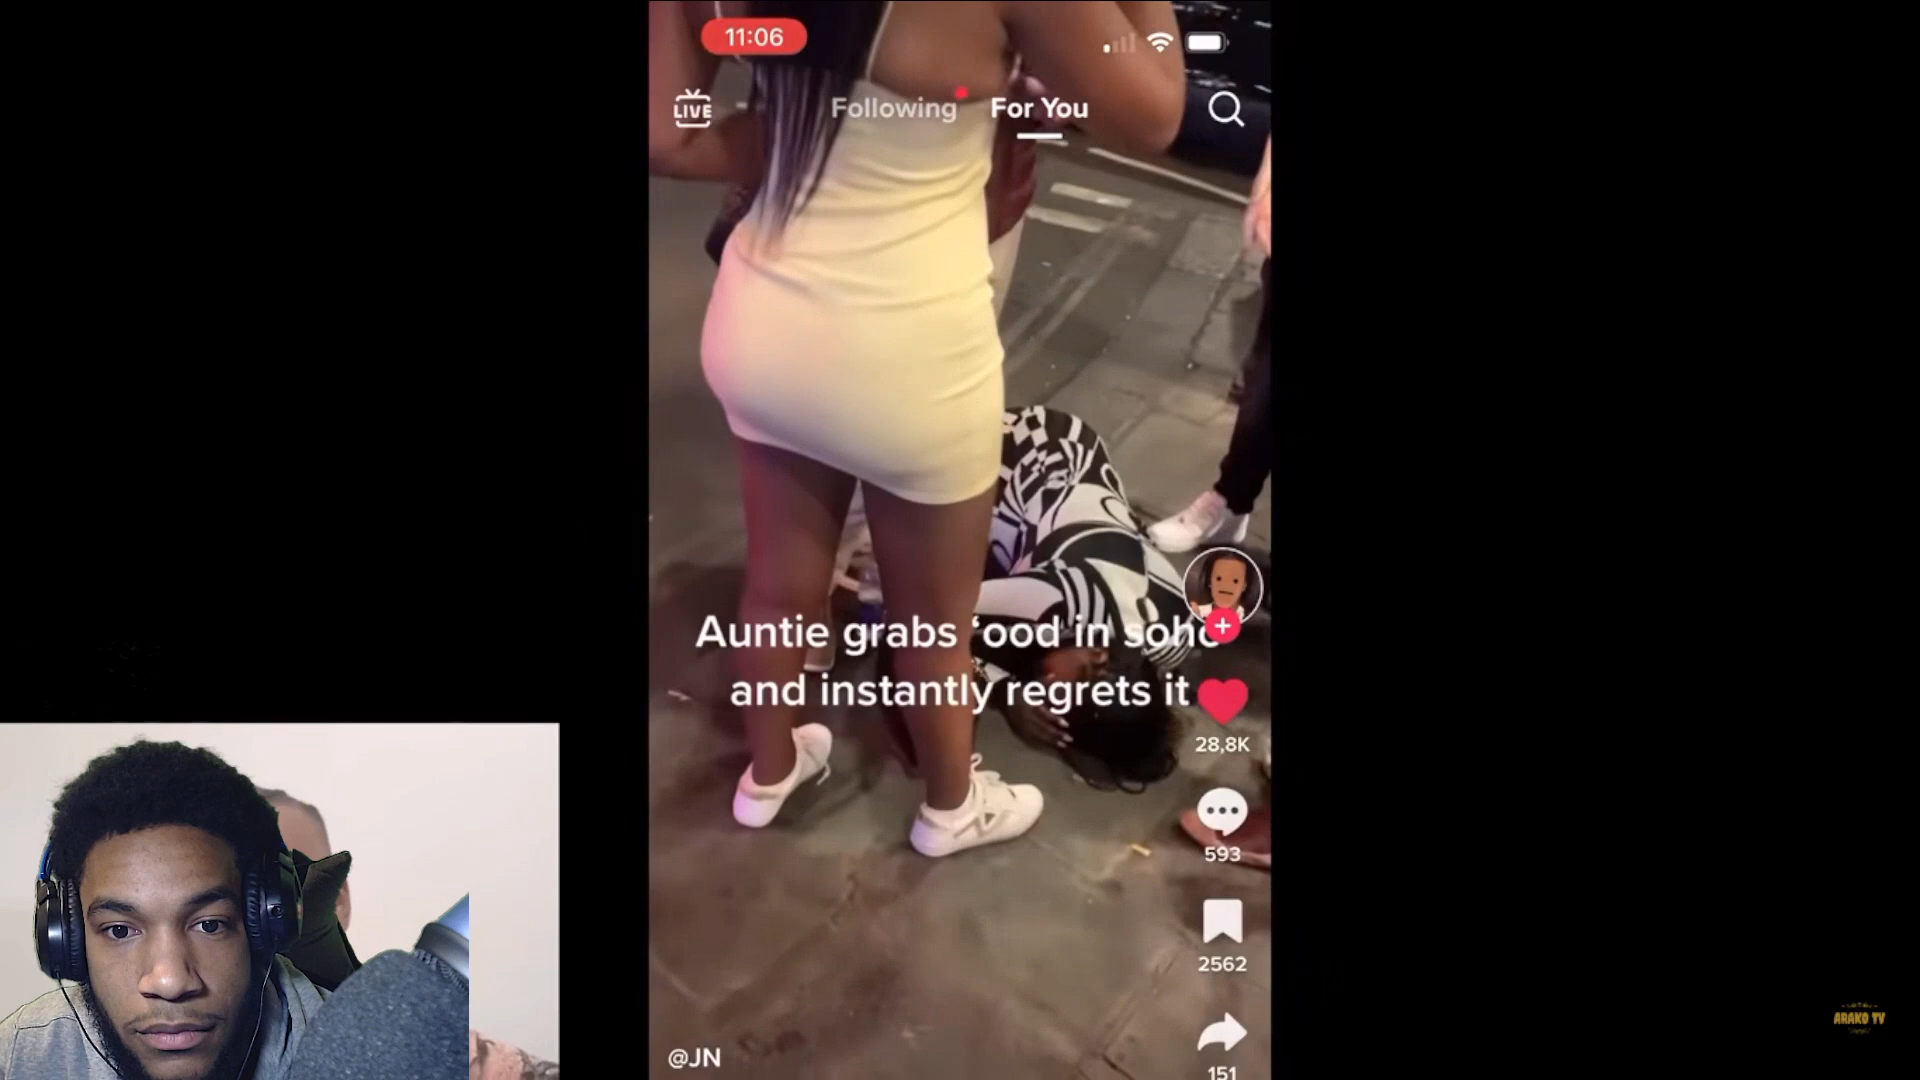 11:06
LIVE
Following
For You
Auntie grabs ‘ood in soho
and instantly regrets it
28,8K
593
2562
151
@JN
ARAKO TV